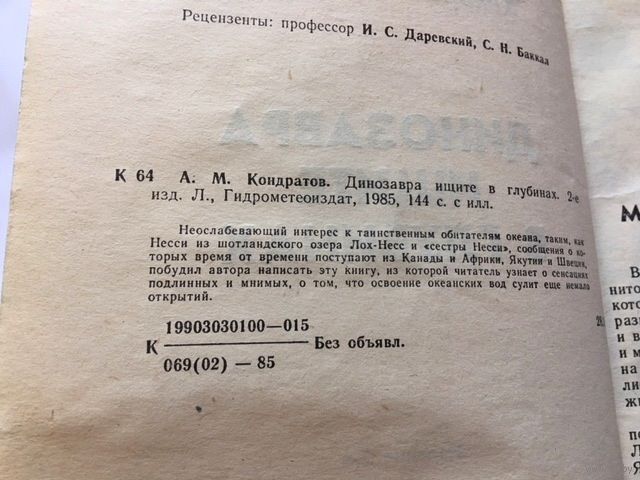 Рецензенты: профессор И. С. Даревский, С. Н. Баккал
К 64 А. М. Кондратов. Динозавра ищите в глубинах. 2-е
изд. Л., Гидрометеоиздат, 1985, 144 с. с илл.
Неослабевающий интерес к таинственным обитателям океана, таким, как
Несси из шотландского озера Лох-Несс и «сестры Несси», сообщения о ко-
торых время от времени поступают из Канады и Африки, Якутии и Швеции,
побудил автора написать эту книгу, из которой читатель узнает о сенсациях
подлинных и мнимых, о том, что освоение океанских вод сулит еще немало
открытий.
19903030100—015
К Без объявл.
069(02) — 85